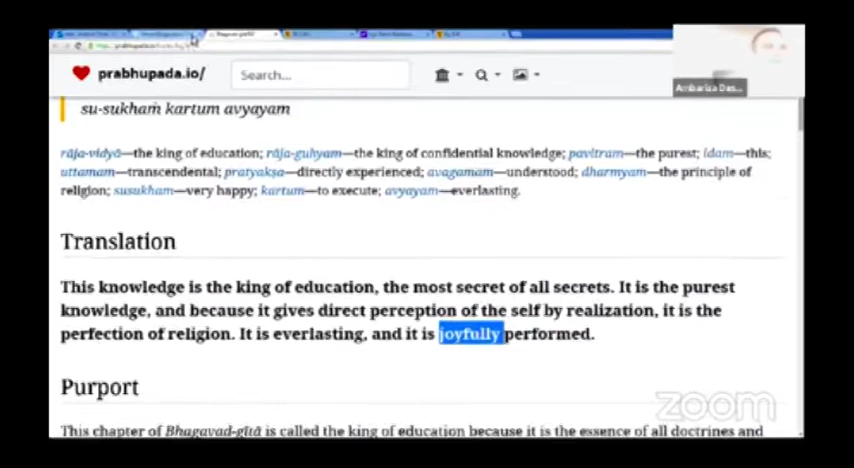 prabhupada.io/
Search...
Ambariza Das...
su-sukhaṁ kartum avyayam
rāja-vidyā—the king of education; rāja-guhyam—the king of confidential knowledge; pavitram—the purest; idam—this;
uttamam—transcendental; pratyakṣa—directly experienced; avagamam—understood; dharmyam—the principle of
religion; susukham—very happy; kartum—to execute; avyayam—everlasting.
Translation
This knowledge is the king of education, the most secret of all secrets. It is the purest
knowledge, and because it gives direct perception of the self by realization, it is the
perfection of religion. It is everlasting, and it is joyfully performed.
Purport
zoom
This chapter of Bhagavad-gītā is called the king of education because it is the essence of all doctrines and